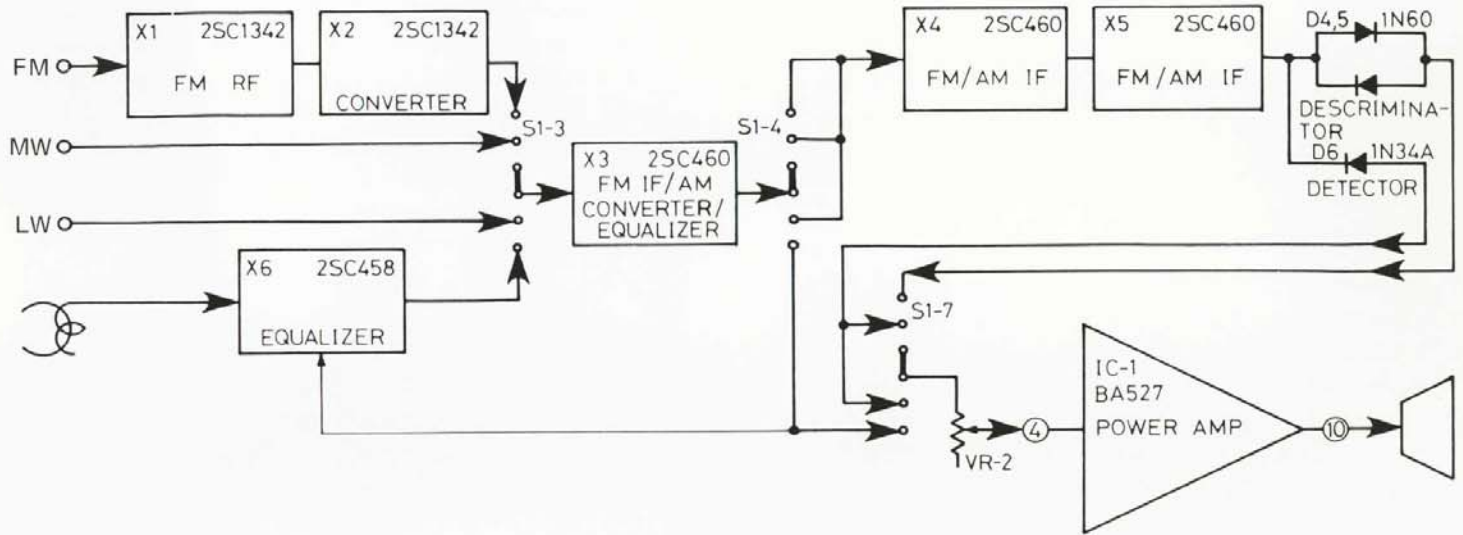 FM
X1 2SC1342
FM RF
X2 2SC1342
CONVERTER
S1-3
MW
LW
X6 2SC458
EQUALIZER
X3 2SC460
FM IF/AM
CONVERTER/
EQUALIZER
S1-4
X4 2SC460
FM/AM IF
X5 2SC460
FM/AM IF
D4,5 1N60
DESCRIMINA-
TOR
D6 1N34A
DETECTOR
S1-7
VR-2
4
IC-1
BA527
POWER AMP
10